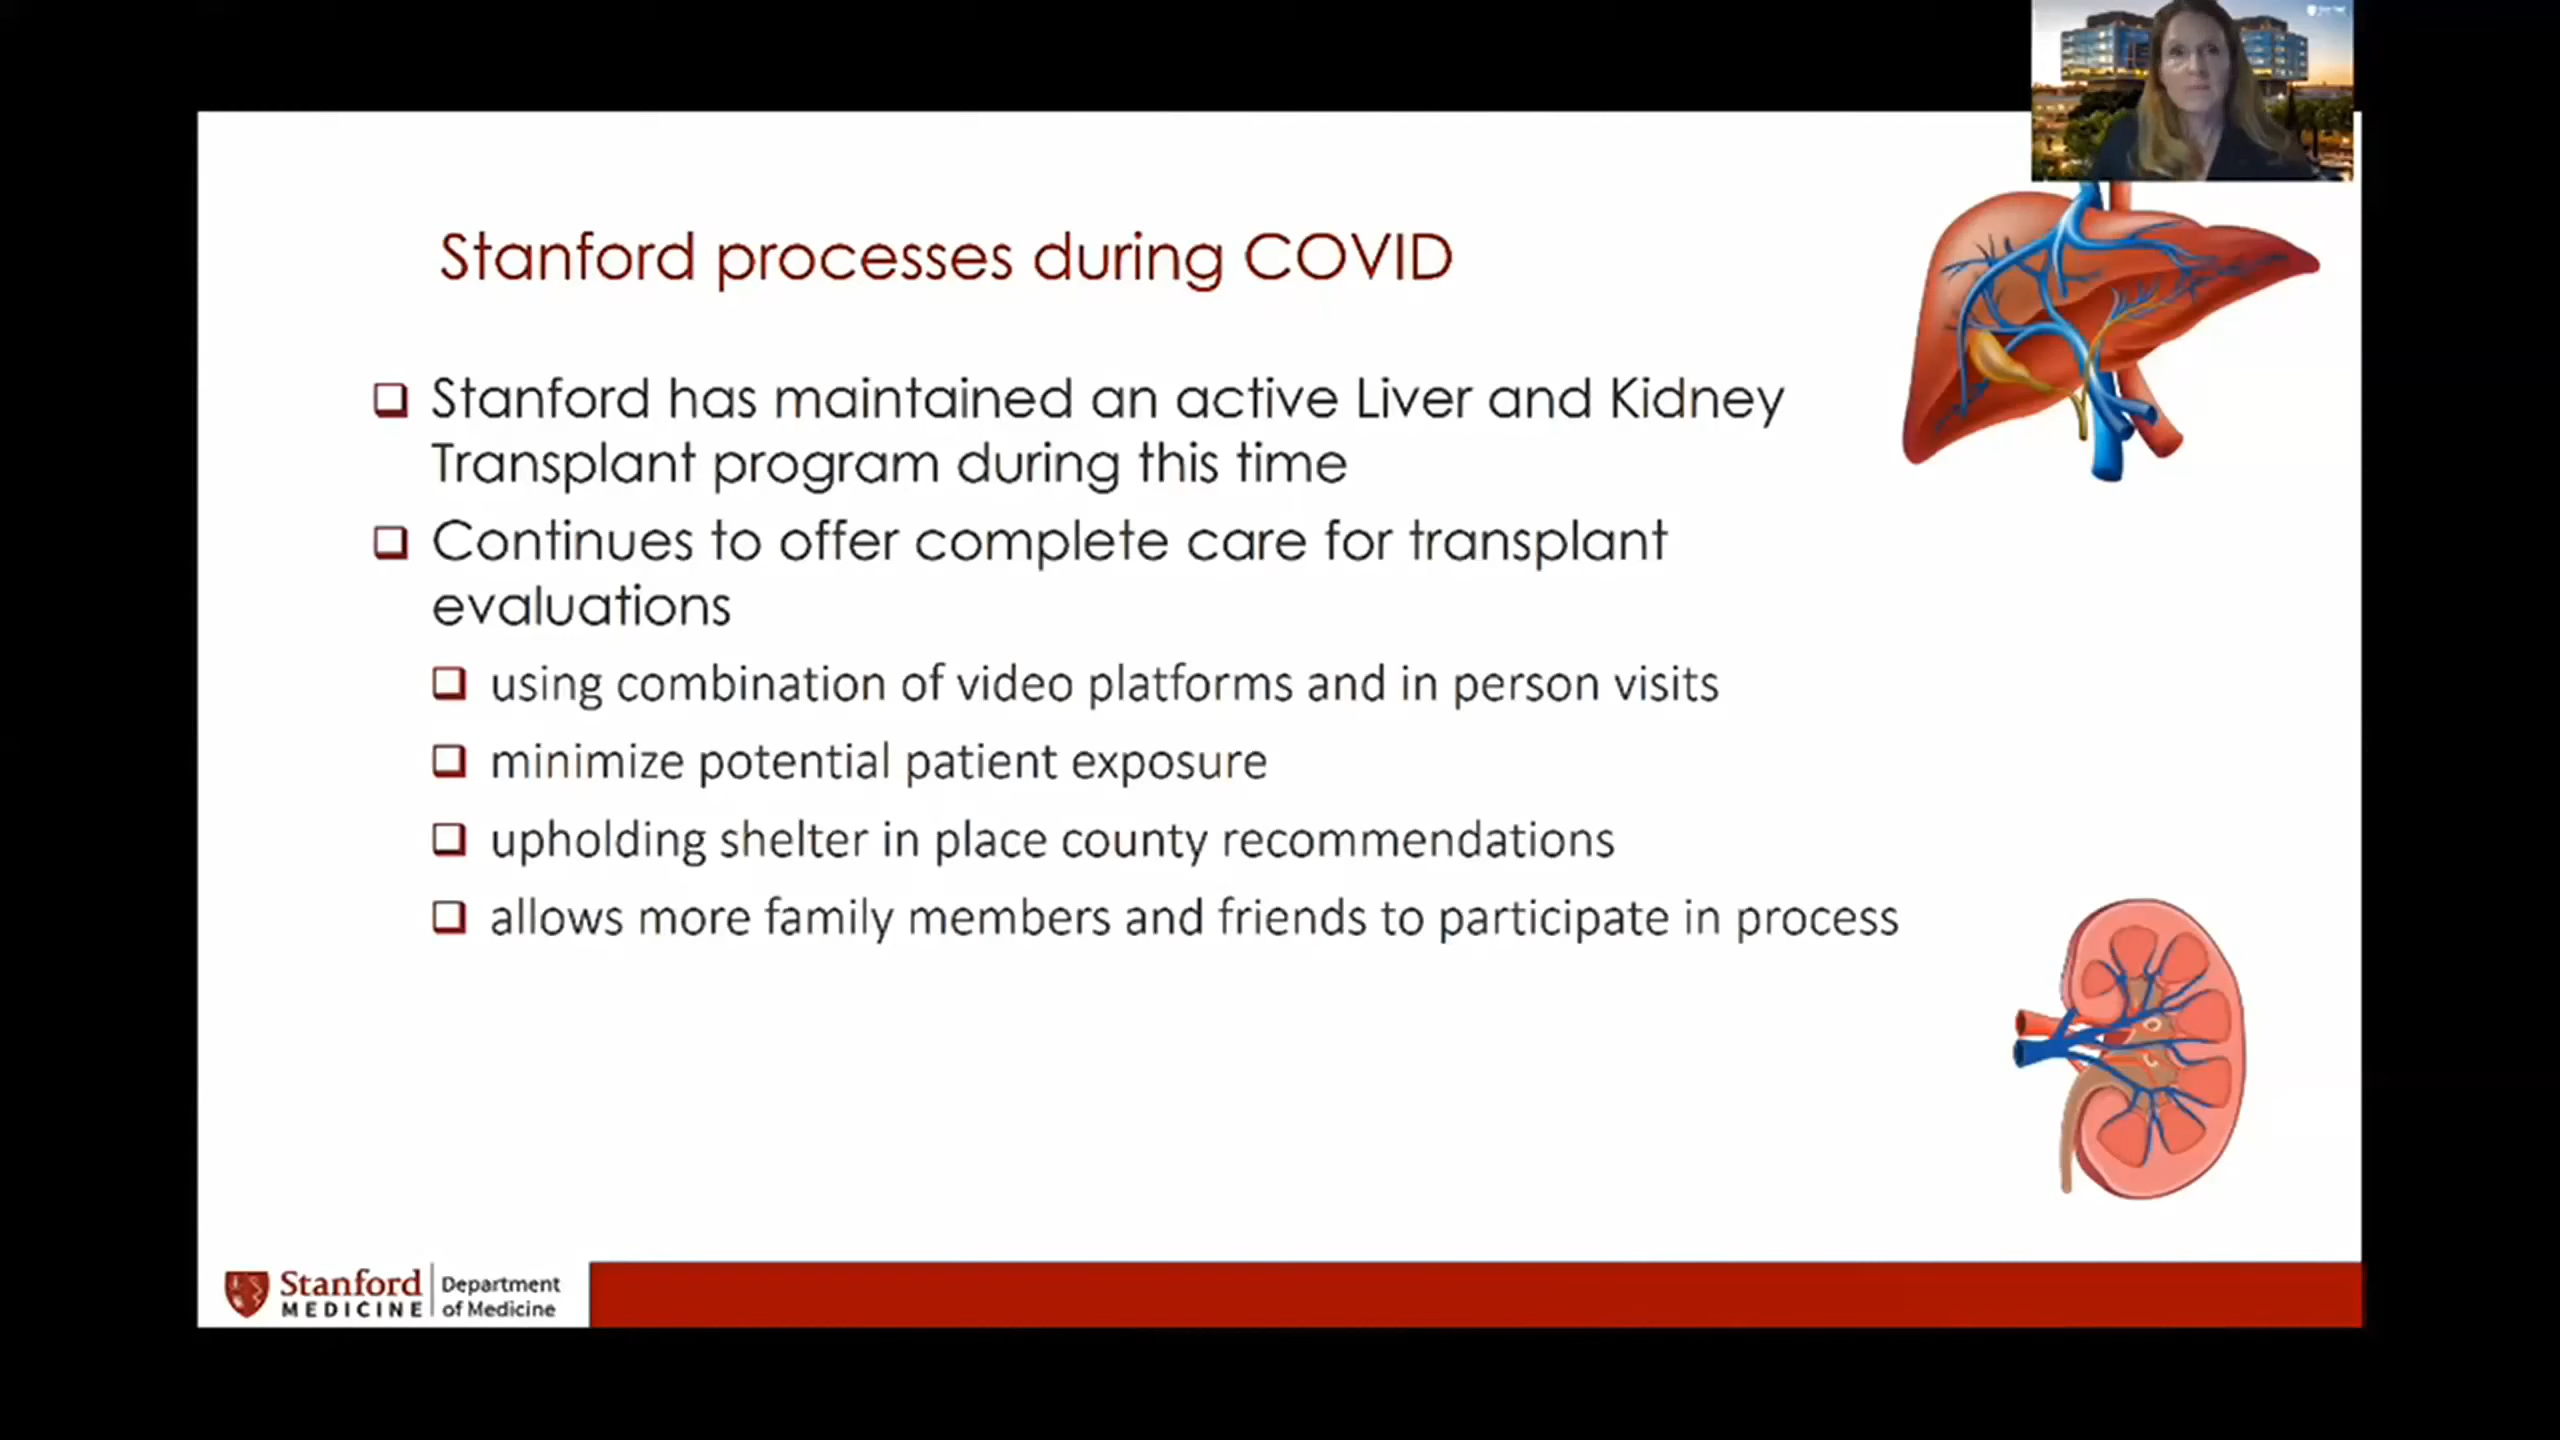 Stanford processes during COVID
Stanford has maintained an active Liver and Kidney
Transplant program during this time
Continues to offer complete care for transplant
evaluations
using combination of video platforms and in person visits
minimize potential patient exposure
upholding shelter in place county recommendations
allows more family members and friends to participate in process
Stanford
MEDICINE
Department
of Medicine